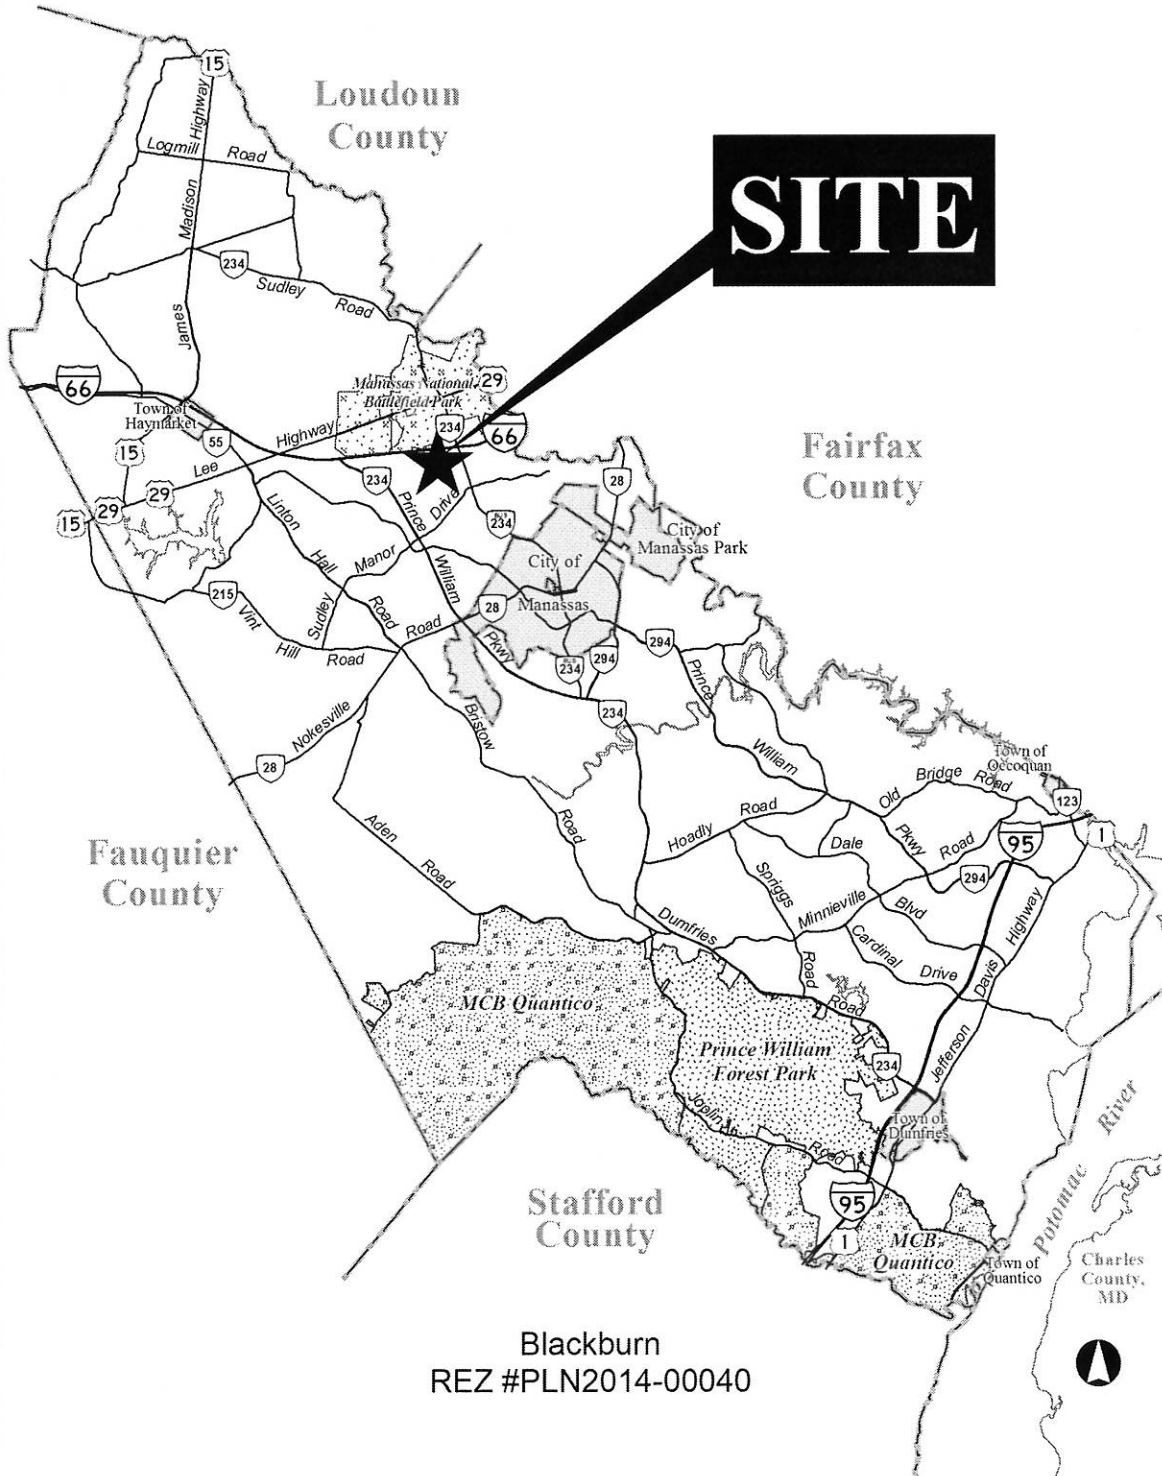 15
Loudoun
County
Logmill Road
Highway
Madison
James
SITE
234
Sudley Road
66
Manassas National
Battlefield Park
29
234
66
Town of
Haymarket
55
15
Lee Highway
29
29
15
Fairfax
County
234
Prince William Pkwy
Sudley Manor Drive
BUS
234
28
City of
Manassas Park
City of
Manassas
Linton Hall Road
215
Vint Hill Road
28
Road
Nokesville
28
294
BUS
234
294
234
Bristow Road
Prince William Pkwy
Town of
Occoquan
Old Bridge Road
123
1
95
Hoadly Road
Dale Blvd
Road
294
Spriggs Road
Minnieville
Cardinal Drive
Jefferson Davis Highway
Fauquier
County
Aden Road
Dumfries Road
MCB Quantico
Prince William
Forest Park
234
Joplin Road
Town of
Dumfries
95
1
MCB
Quantico
Town of
Quantico
Stafford
County
Potomac River
Charles
County,
MD
Blackburn
REZ #PLN2014-00040